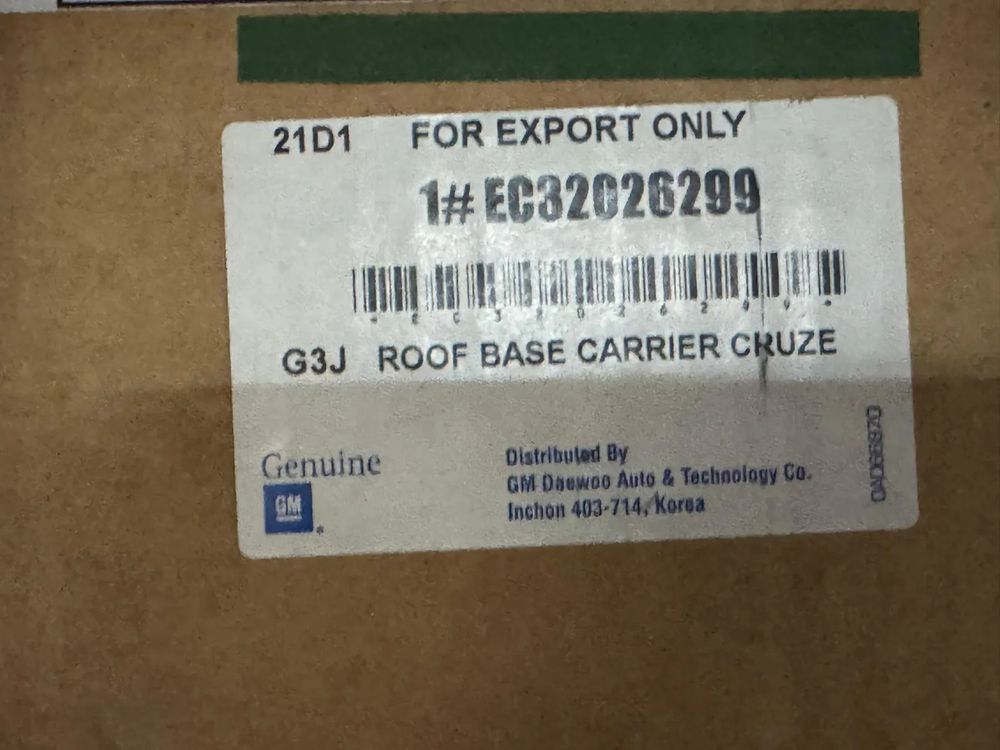 21D1 FOR EXPORT ONLY
1# EC32026299
G3J ROOF BASE CARRIER CRUZE
Genuine
GM
Distributed By
GM Daewoo Auto & Technology Co.
Inchon 403-714, Korea